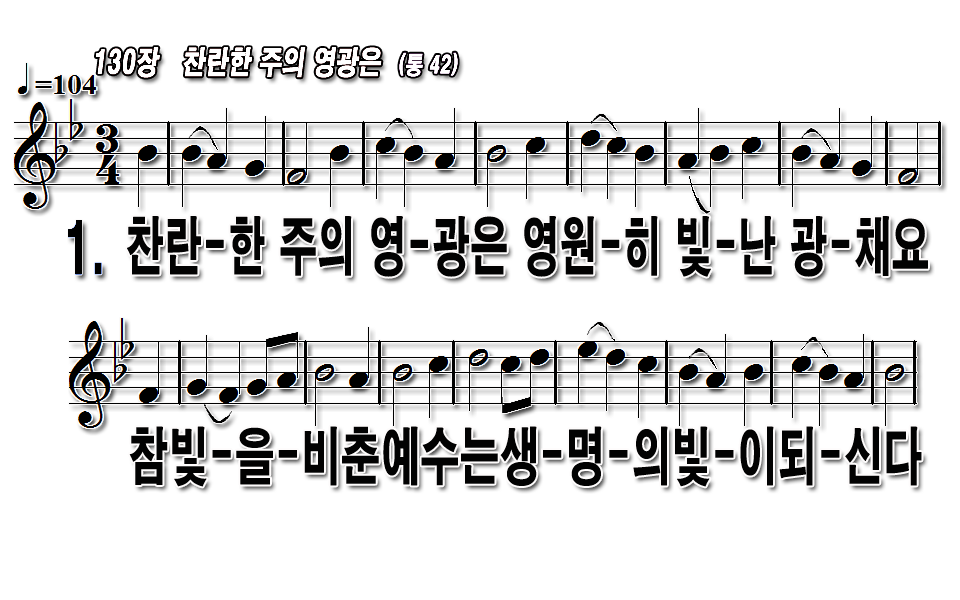 130장 찬란한 주의 영광은 (통 42)
♩=104
3/4
1. 찬란-한 주의 영-광은 영원-히 빛-난 광-채요
참빛-을-비춘예수는생-명-의빛-이되-신다